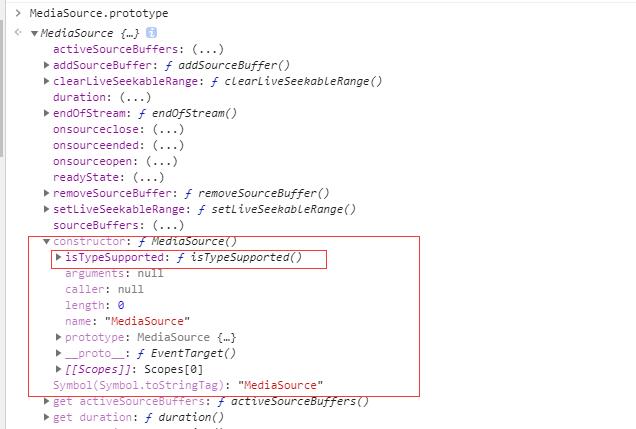 > MediaSource.prototype
<· ▼MediaSource {…} i
activeSourceBuffers: (...)
▶addSourceBuffer: ƒ addSourceBuffer()
▶clearLiveSeekableRange: ƒ clearLiveSeekableRange()
duration: (...)
▶endOfStream: ƒ endOfStream()
onsourceclose: (...)
onsourceended: (...)
onsourceopen: (...)
readyState: (...)
▶removeSourceBuffer: ƒ removeSourceBuffer()
▶setLiveSeekableRange: ƒ setLiveSeekableRange()
sourceBuffers: (...)
▼constructor: ƒ MediaSource()
▶isTypeSupported: ƒ isTypeSupported()
arguments: null
caller: null
length: 0
name: "MediaSource"
▶prototype: MediaSource {…}
▶__proto__: ƒ EventTarget()
▶[[Scopes]]: Scopes[0]
Symbol(Symbol.toStringTag): "MediaSource"
▶get activeSourceBuffers: ƒ activeSourceBuffers()
▶get duration: ƒ duration()